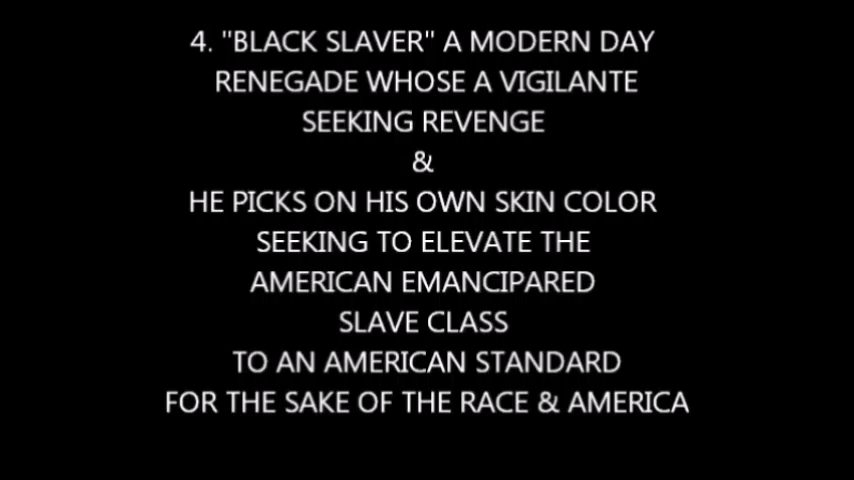 4. "BLACK SLAVER" A MODERN DAY
RENEGADE WHOSE A VIGILANTE
SEEKING REVENGE
&
HE PICKS ON HIS OWN SKIN COLOR
SEEKING TO ELEVATE THE
AMERICAN EMANCIPARED
SLAVE CLASS
TO AN AMERICAN STANDARD
FOR THE SAKE OF THE RACE & AMERICA